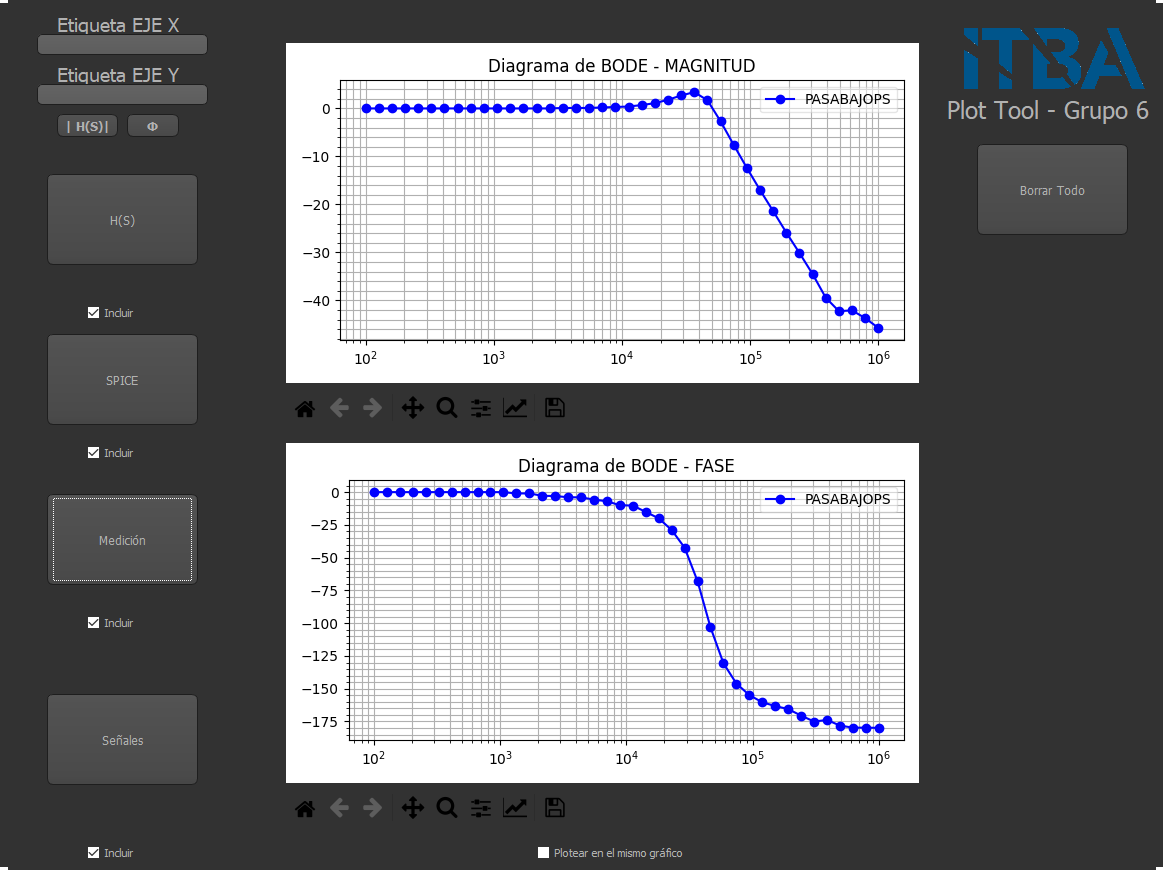 Etiqueta EJE X
Etiqueta EJE Y
| H(S)| Φ
H(S)
Incluir
SPICE
Incluir
Medición
Incluir
Señales
Incluir
Diagrama de BODE - MAGNITUD
PASABAJOPS
0
−10
−20
−30
−40
10² 10³ 10⁴ 10⁵ 10⁶
Diagrama de BODE - FASE
PASABAJOPS
0
−25
−50
−75
−100
−125
−150
−175
10² 10³ 10⁴ 10⁵ 10⁶
Plotear en el mismo gráfico
ITBA
Plot Tool - Grupo 6
Borrar Todo